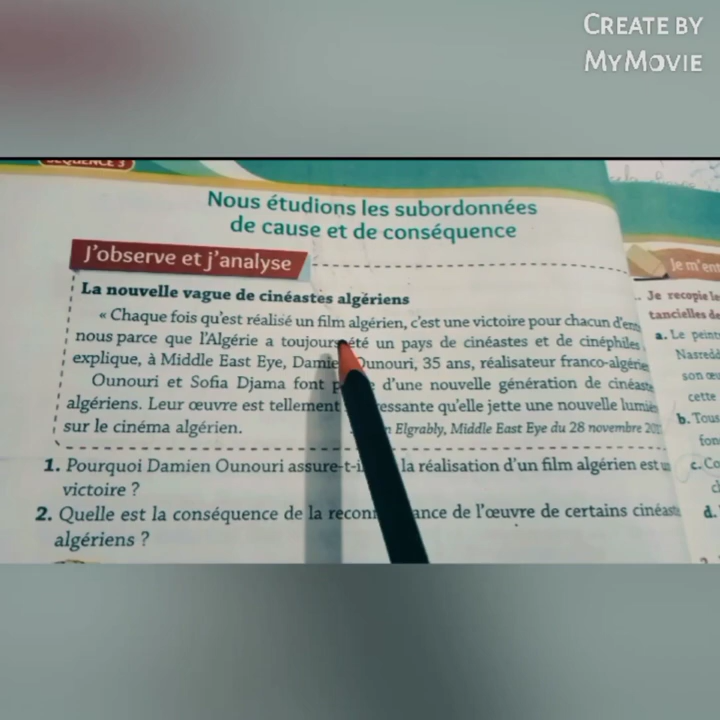 CREATE BY
MYMOVIE
SÉQUENCE 3
Nous étudions les subordonnées
de cause et de conséquence
J'observe et j'analyse
La nouvelle vague de cinéastes algériens
« Chaque fois qu'est réalisé un film algérien, c'est une victoire pour chacun d'entre
nous parce que l'Algérie a toujours été un pays de cinéastes et de cinéphiles
explique, à Middle East Eye, Damien Ounouri, 35 ans, réalisateur franco-algérien
Ounouri et Sofia Djama font d'une nouvelle génération de cinéastes
algériens. Leur œuvre est tellement qu'elle jette une nouvelle lumière
sur le cinéma algérien.
Elgrably, Middle East Eye du 28 novembre
1. Pourquoi Damien Ounouri assure-t-il la réalisation d'un film algérien est
victoire ?
2. Quelle est la conséquence de la de l'œuvre de certains cinéastes
algériens ?
Je m'ent
Je recopie le
tancielles de
a. Le peint
Nasredd
son œu
cette
b. Tous
fon
c. Co
d.